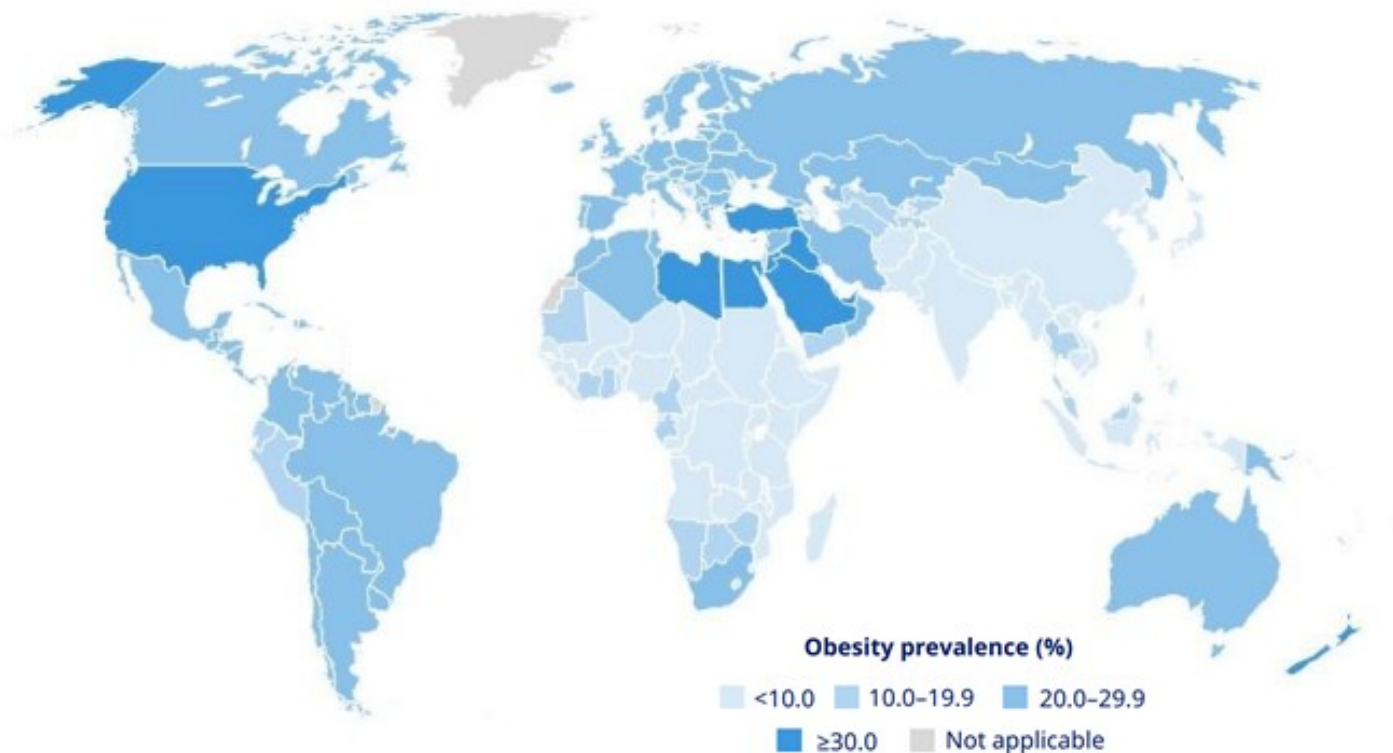 Obesity prevalence (%)
<10.0 10.0–19.9 20.0–29.9
≥30.0 Not applicable